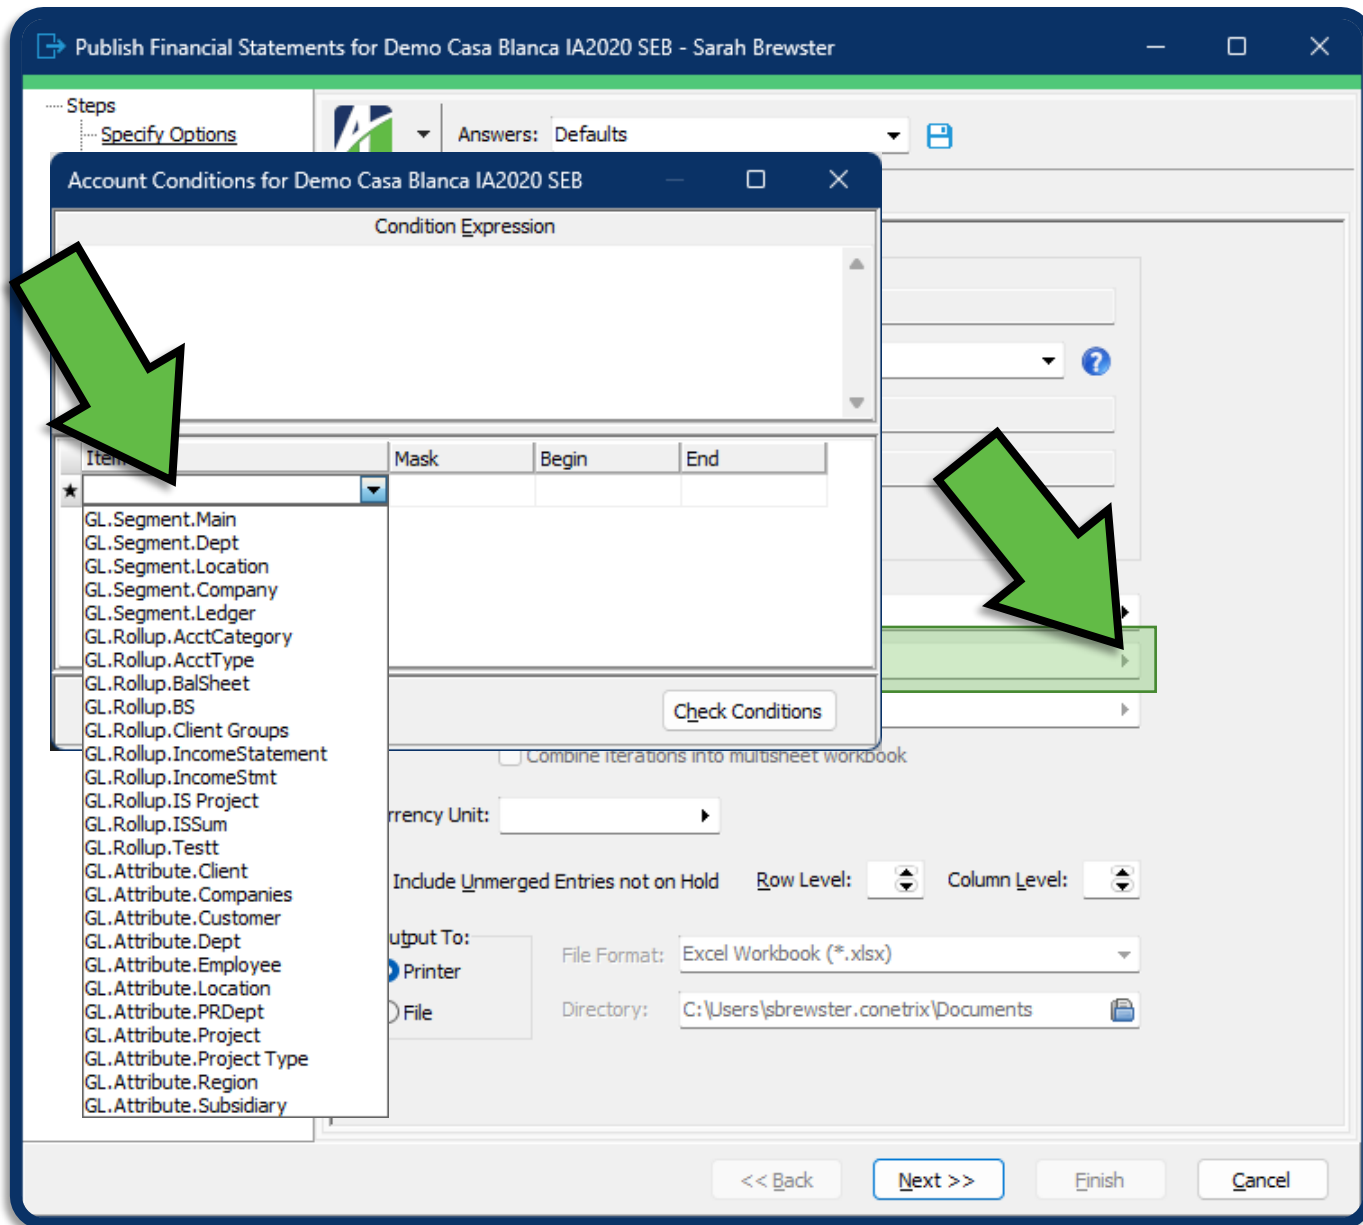 Publish Financial Statements for Demo Casa Blanca IA2020 SEB - Sarah Brewster
Steps
Specify Options
Answers: Defaults
Account Conditions for Demo Casa Blanca IA2020 SEB
Condition Expression
Mask Begin End
GL.Segment.Main
GL.Segment.Dept
GL.Segment.Location
GL.Segment.Company
GL.Segment.Ledger
GL.Rollup.AcctCategory
GL.Rollup.AcctType
GL.Rollup.BalSheet
GL.Rollup.BS
GL.Rollup.Client Groups
GL.Rollup.IncomeStatement
GL.Rollup.IncomeStmt
GL.Rollup.IS Project
GL.Rollup.ISSum
GL.Rollup.Testt
GL.Attribute.Client
GL.Attribute.Companies
GL.Attribute.Customer
GL.Attribute.Dept
GL.Attribute.Employee
GL.Attribute.Location
GL.Attribute.PRDept
GL.Attribute.Project
GL.Attribute.Project Type
GL.Attribute.Region
GL.Attribute.Subsidiary
Check Conditions
Combine iterations into multisheet workbook
rrency Unit:
Include Unmerged Entries not on Hold Row Level: Column Level:
utput To:
Printer
File
File Format: Excel Workbook (*.xlsx)
Directory: C:\Users\sbrewster.conetrix\Documents
<< Back Next >> Finish Cancel